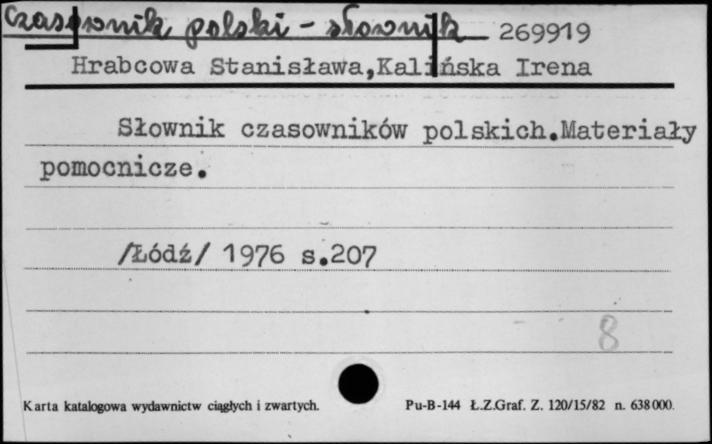 Czasownik polski - słownik 269919
Hrabcowa Stanisława,Kalińska Irena
Słownik czasowników polskich.Materiały
pomocnicze.
/Łódź/ 1976 s.207
8
Karta katalogowa wydawnictw ciągłych i zwartych. Pu-B-144 Ł.Z.Graf. Z. 120/15/82 n. 638000.